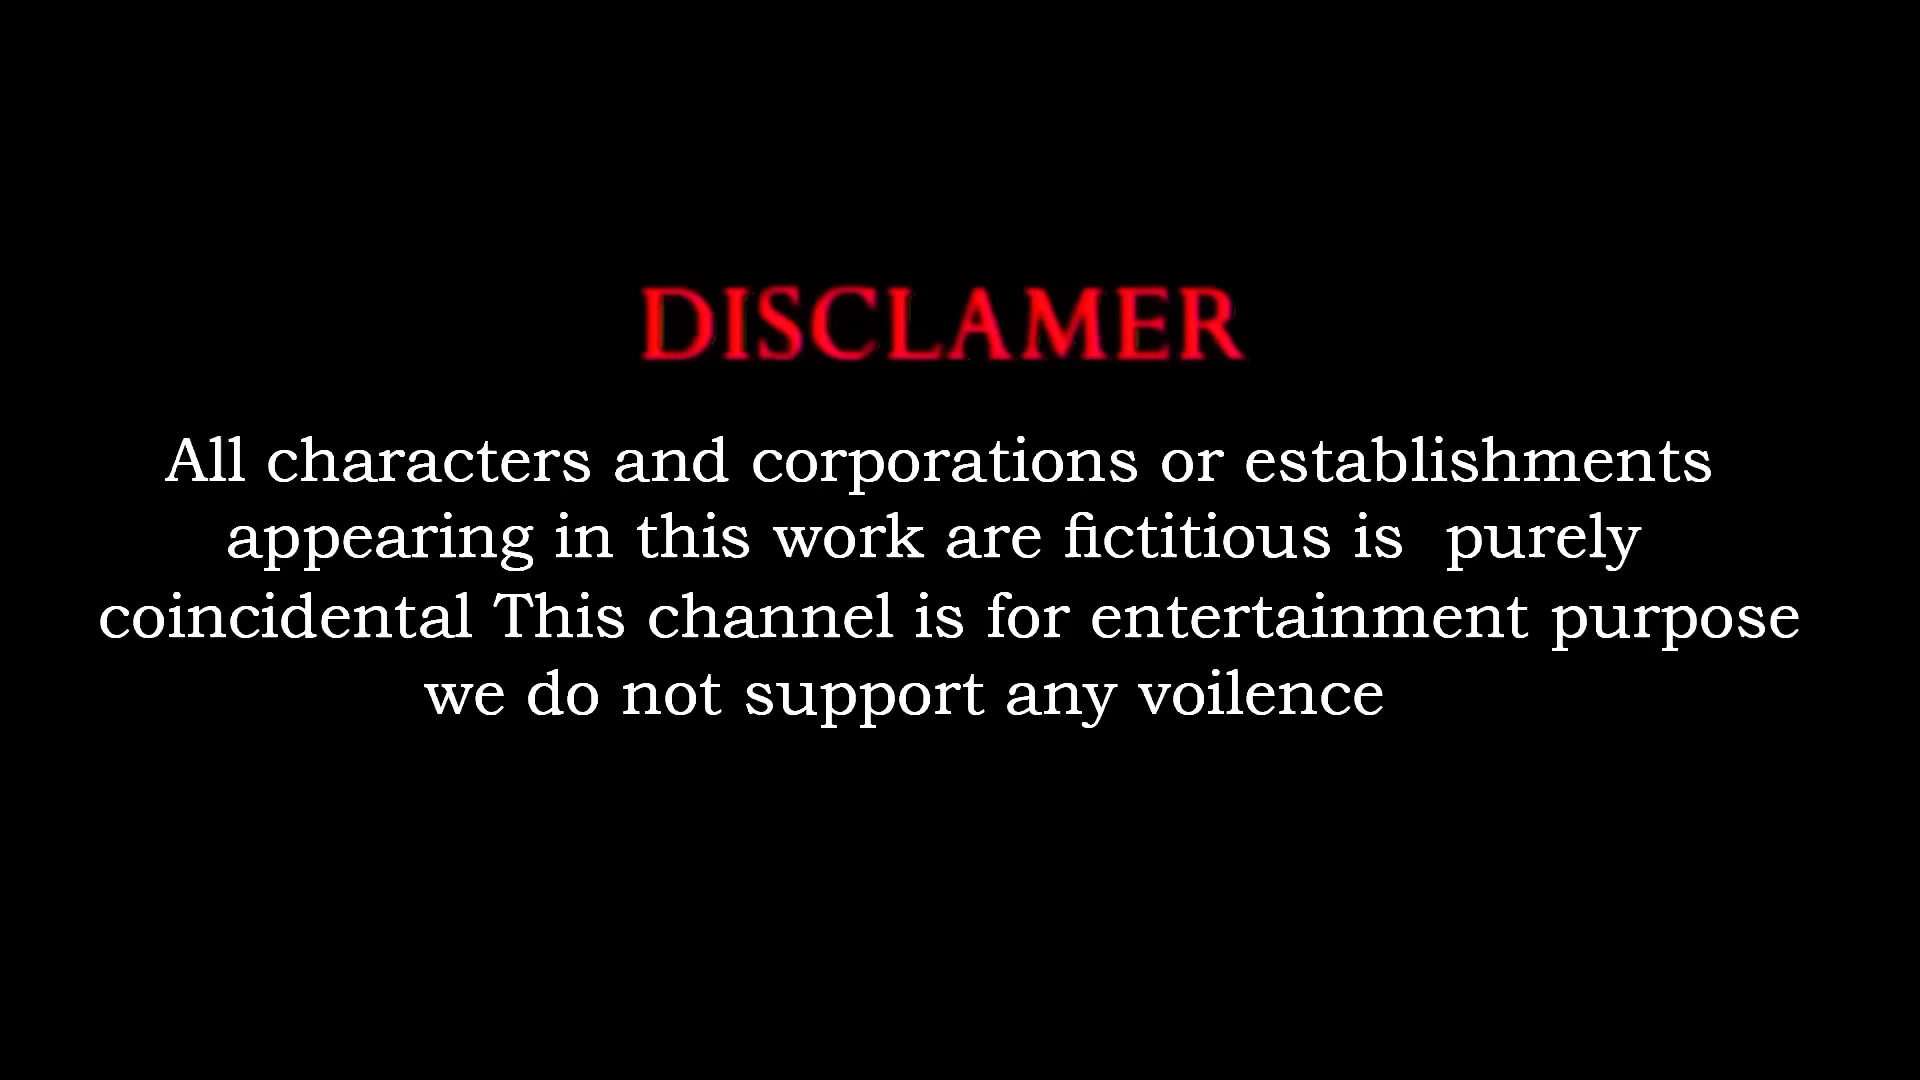 DISCLAMER
All characters and corporations or establishments
appearing in this work are fictitious is  purely
coincidental This channel is for entertainment purpose
we do not support any voilence